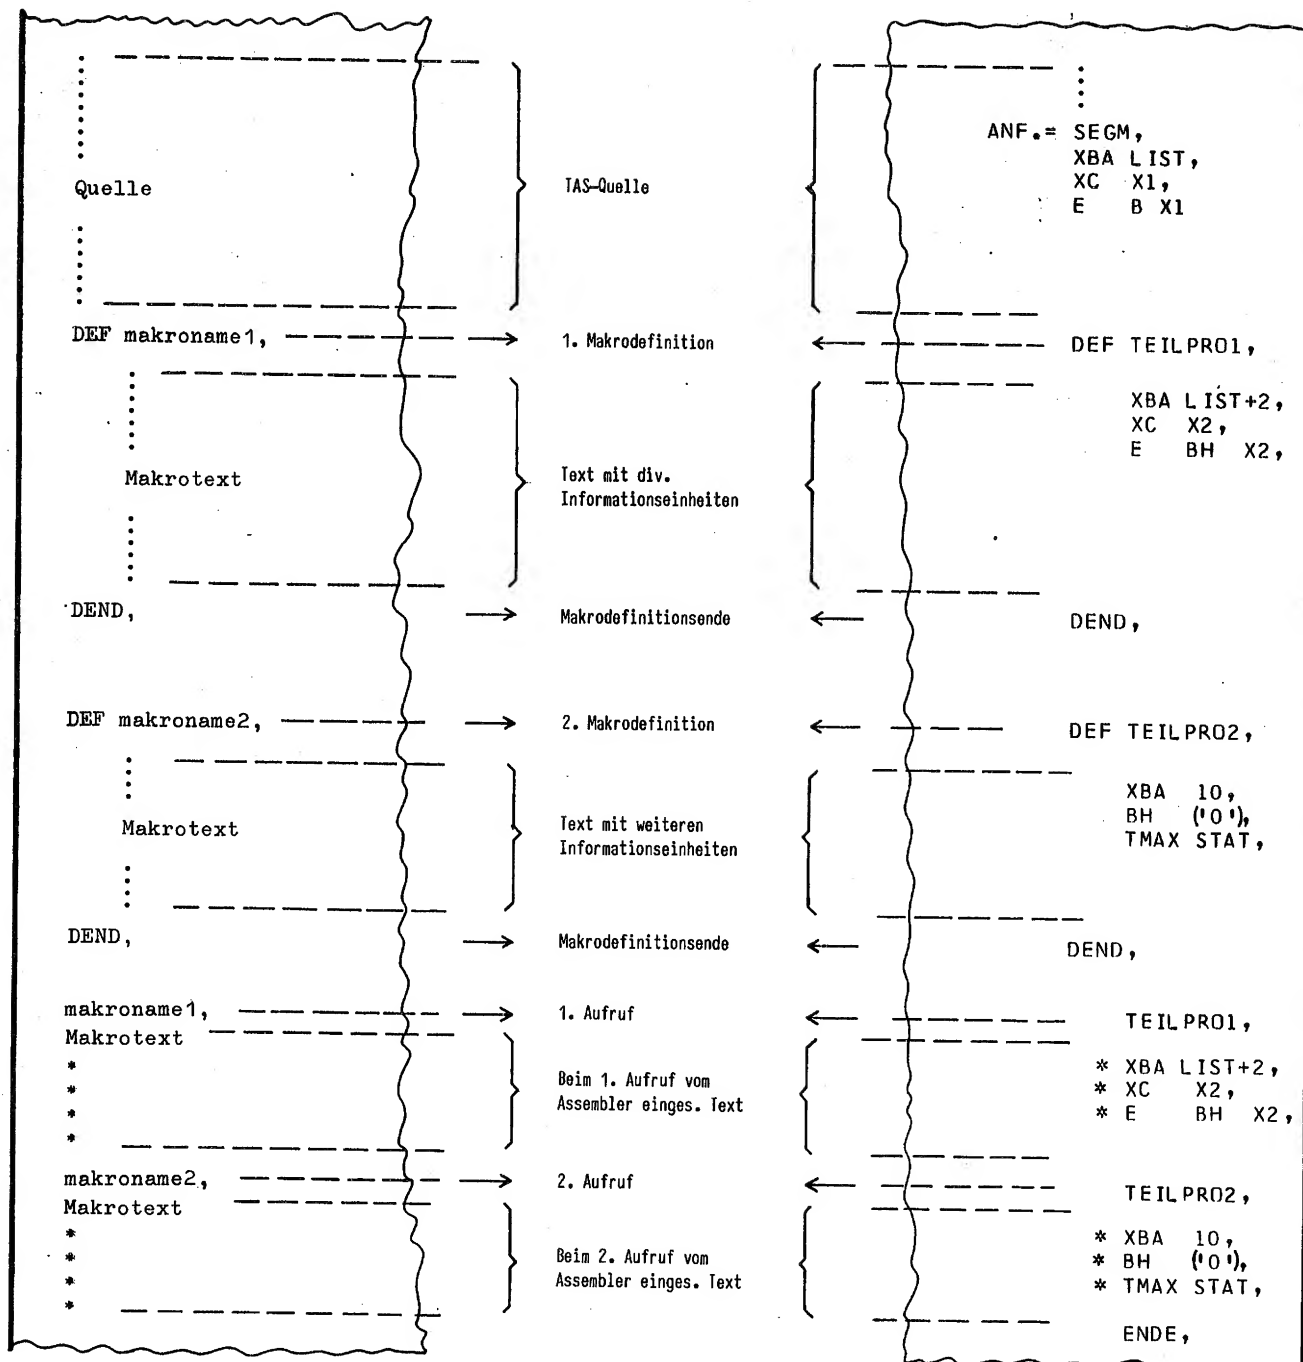 ANF.= SEGM,
XBA LIST,
XC X1,
Quelle TAS-Quelle E B X1
DEF makroname1, 1. Makrodefinition DEF TEILPRO1,
XBA LIST+2,
XC X2,
E BH X2,
Makrotext Text mit div.
Informationseinheiten
DEND, Makrodefinitionsende DEND,
DEF makroname2, 2. Makrodefinition DEF TEILPRO2,
XBA 10,
Makrotext Text mit weiteren BH ('0'),
Informationseinheiten TMAX STAT,
DEND, Makrodefinitionsende DEND,
makroname1, 1. Aufruf TEILPRO1,
Makrotext
* Beim 1. Aufruf vom * XBA LIST+2,
* Assembler einges. Text * XC X2,
* * E BH X2,
*
makroname2, 2. Aufruf TEILPRO2,
Makrotext
* * XBA 10,
* Beim 2. Aufruf vom * BH ('0'),
* Assembler einges. Text * TMAX STAT,
*
ENDE,